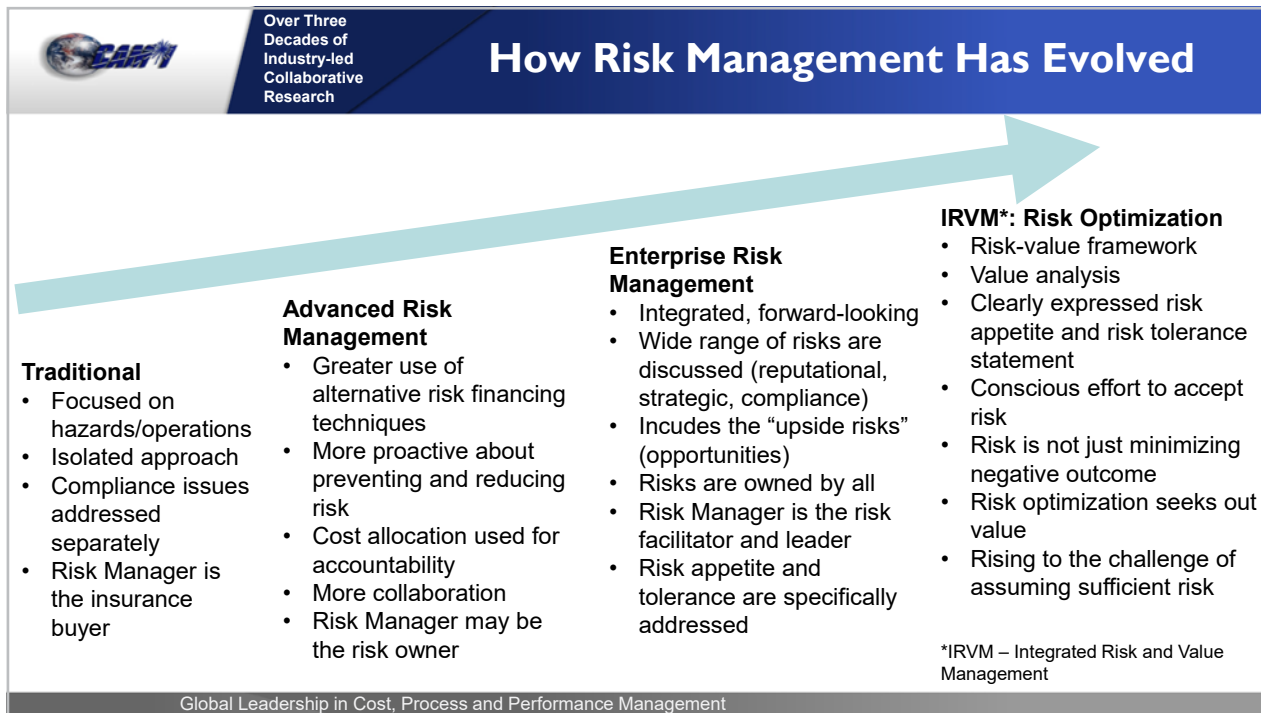 CAM-I
Over Three
Decades of
Industry-led
Collaborative
Research
How Risk Management Has Evolved
Traditional
• Focused on
hazards/operations
• Isolated approach
• Compliance issues
addressed
separately
• Risk Manager is
the insurance
buyer
Advanced Risk
Management
• Greater use of
alternative risk financing
techniques
• More proactive about
preventing and reducing
risk
• Cost allocation used for
accountability
• More collaboration
• Risk Manager may be
the risk owner
Enterprise Risk
Management
• Integrated, forward-looking
• Wide range of risks are
discussed (reputational,
strategic, compliance)
• Incudes the “upside risks”
(opportunities)
• Risks are owned by all
• Risk Manager is the risk
facilitator and leader
• Risk appetite and
tolerance are specifically
addressed
IRVM*: Risk Optimization
• Risk-value framework
• Value analysis
• Clearly expressed risk
appetite and risk tolerance
statement
• Conscious effort to accept
risk
• Risk is not just minimizing
negative outcome
• Risk optimization seeks out
value
• Rising to the challenge of
assuming sufficient risk
*IRVM – Integrated Risk and Value
Management
Global Leadership in Cost, Process and Performance Management